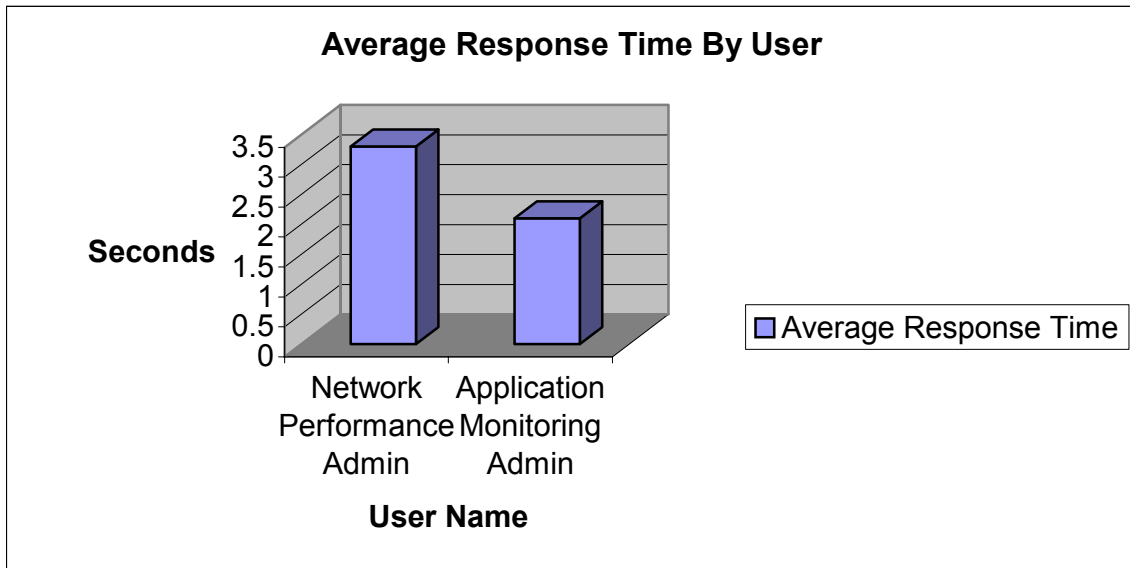 Average Response Time By User
3.5
3
2.5
2
1.5
1
0.5
0
Seconds
Network
Performance
Admin
Application
Monitoring
Admin
User Name
Average Response Time